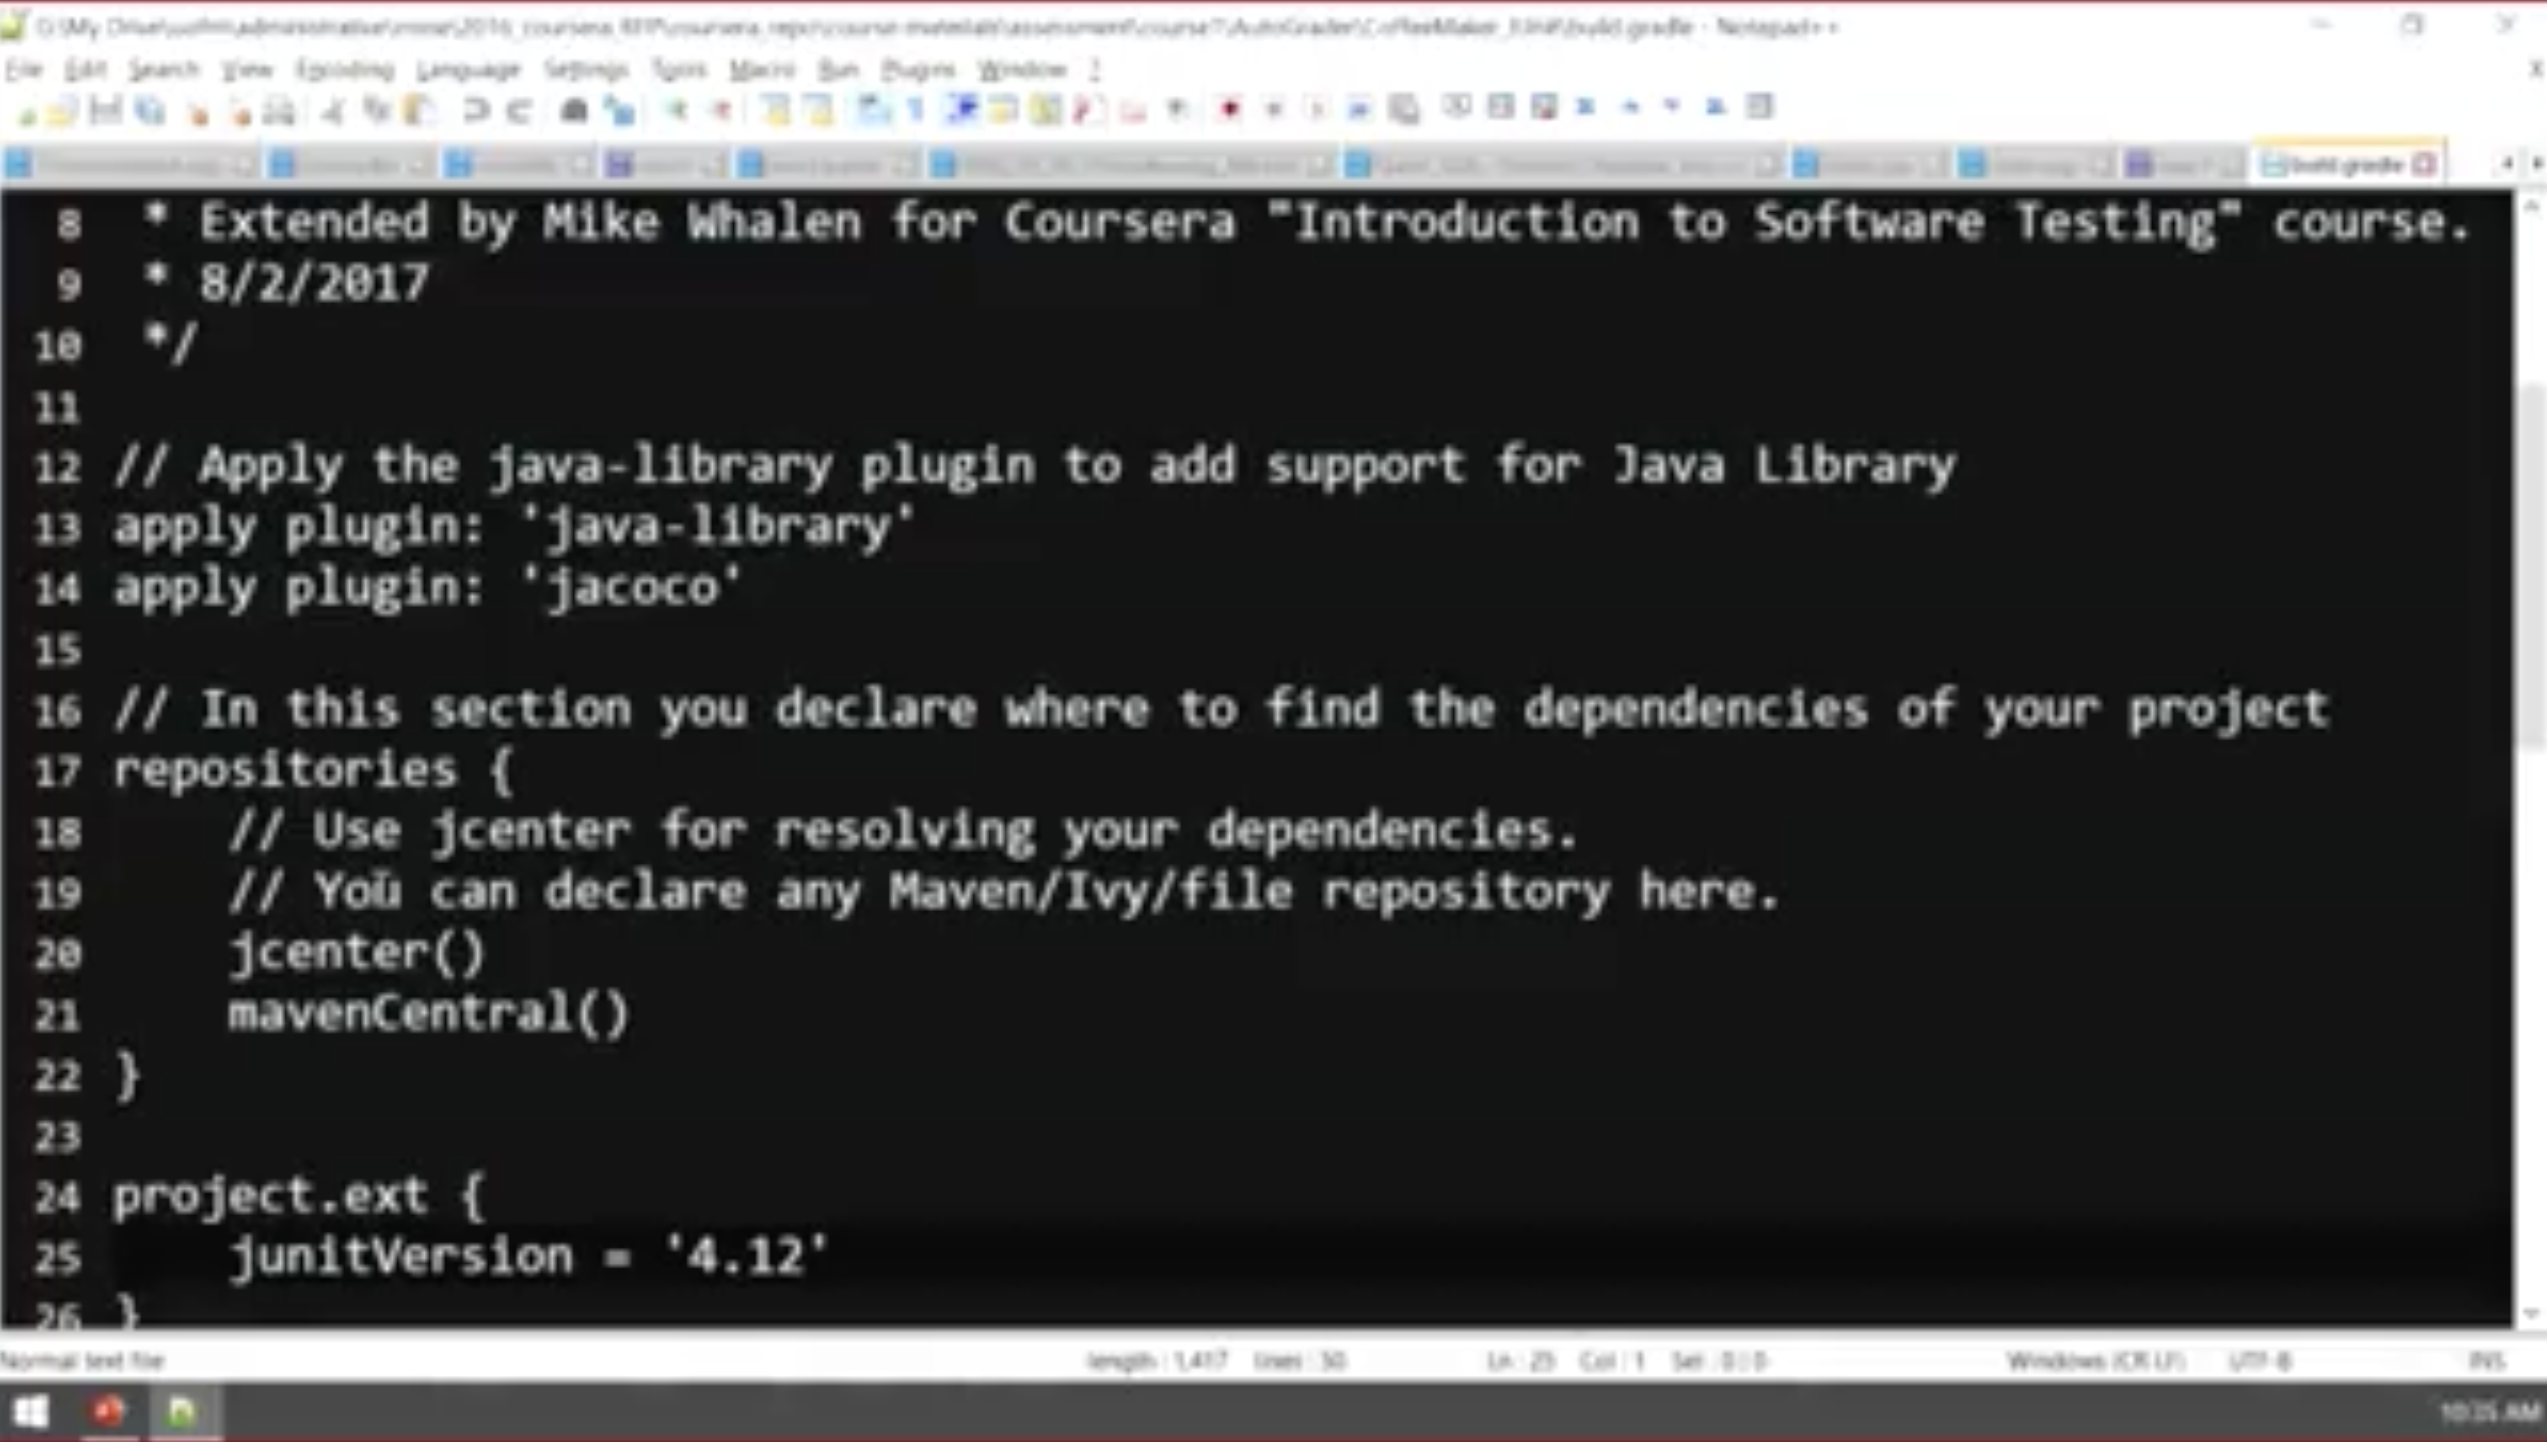 build.gradle - Notepad++
File Edit Search View Encoding Language Settings Tools Macro Run Plugins Window ?
build.gradle
8 * Extended by Mike Whalen for Coursera "Introduction to Software Testing" course.
9 * 8/2/2017
10 */
11
12 // Apply the java-library plugin to add support for Java Library
13 apply plugin: 'java-library'
14 apply plugin: 'jacoco'
15
16 // In this section you declare where to find the dependencies of your project
17 repositories {
18 // Use jcenter for resolving your dependencies.
19 // You can declare any Maven/Ivy/file repository here.
20 jcenter()
21 mavenCentral()
22 }
23
24 project.ext {
25 junitVersion = '4.12'
26 }
Normal text file length : 1,417 lines : 50 Ln : 25 Col : 1 Sel : 0 | 0 Windows (CR LF) UTF-8 INS
10:35 AM